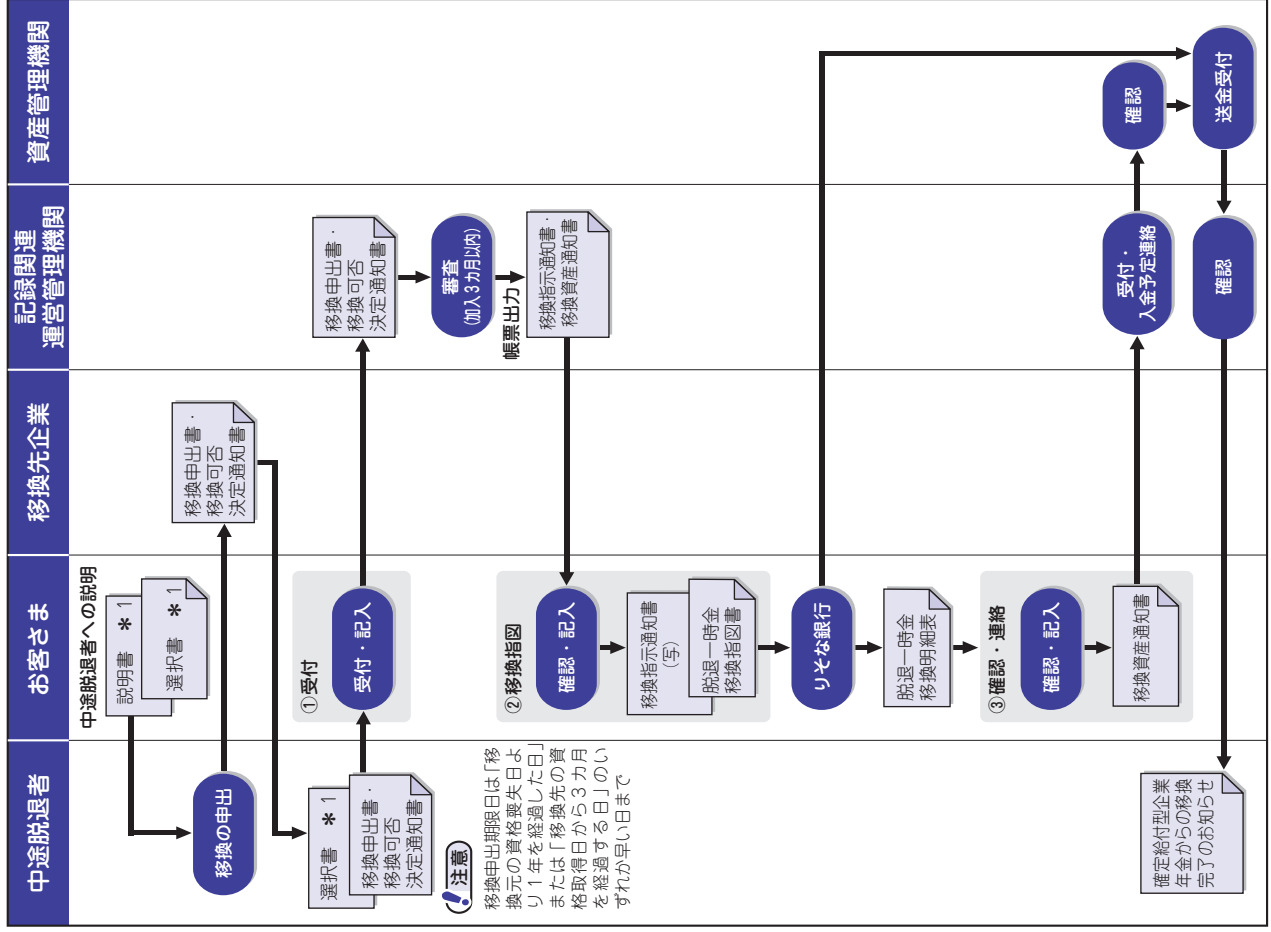 中途脱退者
お客さま
移換先企業
記録関連
運営管理機関
資産管理機関
中途脱退者への説明
説明書 ＊1
選択書 ＊1
移換の申出
移換申出書・
移換可否
決定通知書
選択書 ＊1
移換申出書・
移換可否
決定通知書
①受付
受付・記入
移換申出書・
移換可否
決定通知書
審査
(加入3カ月以内)
帳票出力
移換指示通知書・
移換資産通知書
!注意
移換申出期限日は「移
換元の資格喪失日よ
り1年を経過した日」
または「移換先の資
格取得日から3カ月
を経過する日」のい
ずれか早い日まで
②移換指図
確認・記入
移換指示通知書
(写)
脱退一時金
移換指図書
りそな銀行
脱退一時金
移換明細表
③確認・連絡
確認・記入
移換資産通知書
受付・
入金予定連絡
確認
送金受付
確認
確定給付型企業
年金からの移換
完了のお知らせ